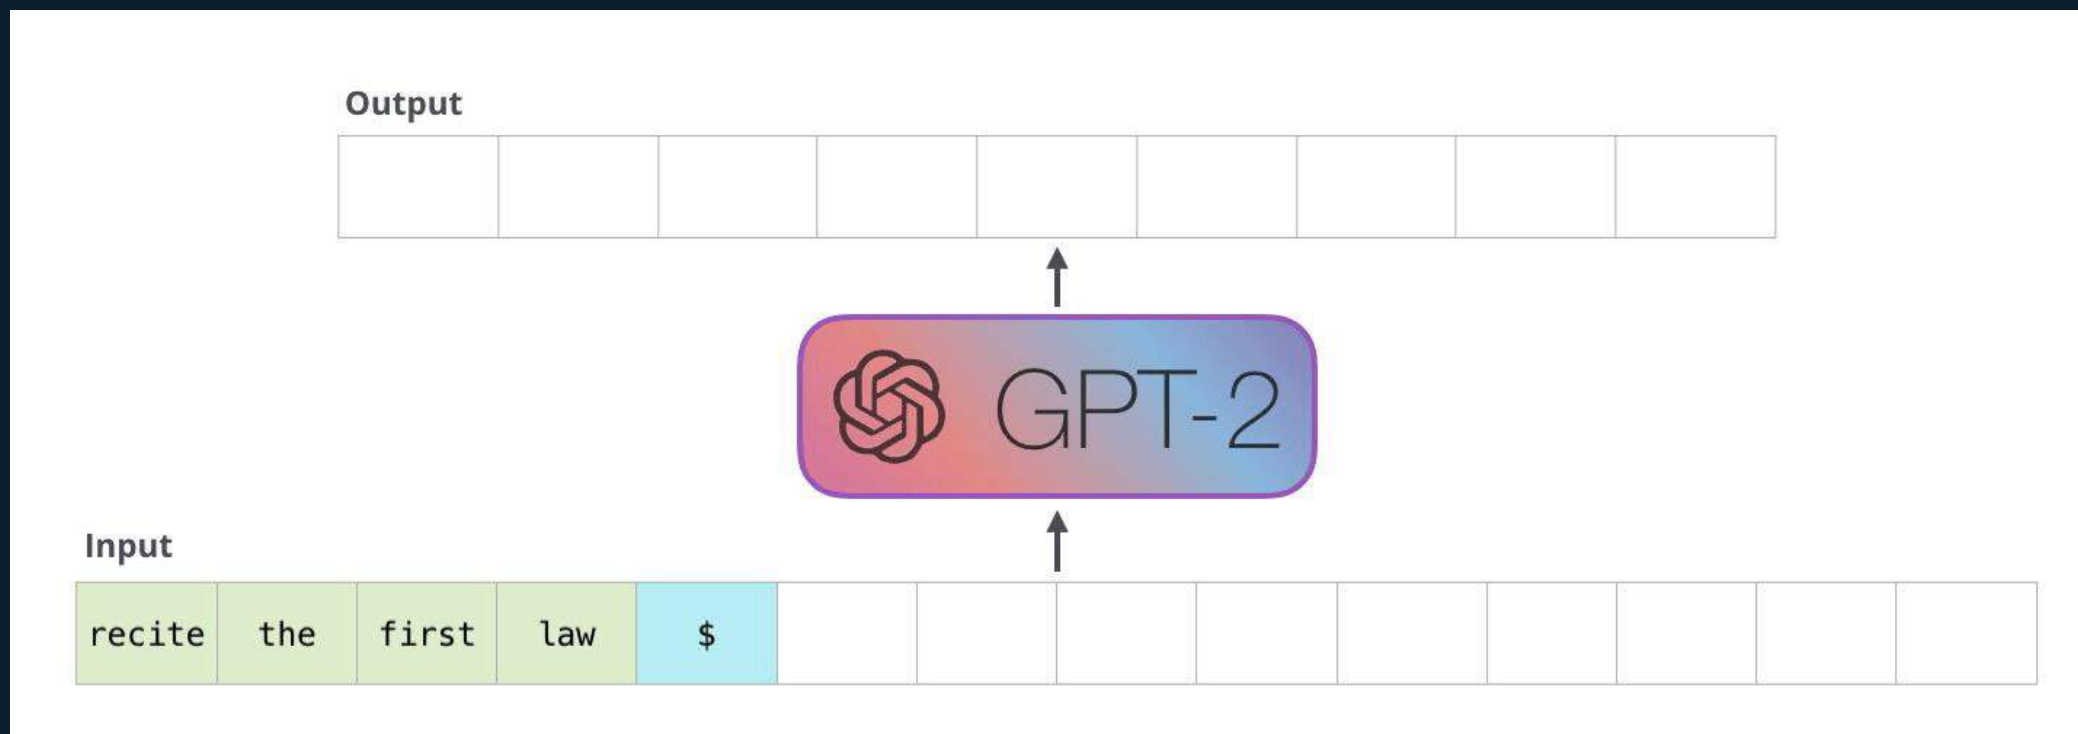 Output
GPT-2
Input
recite the first law $